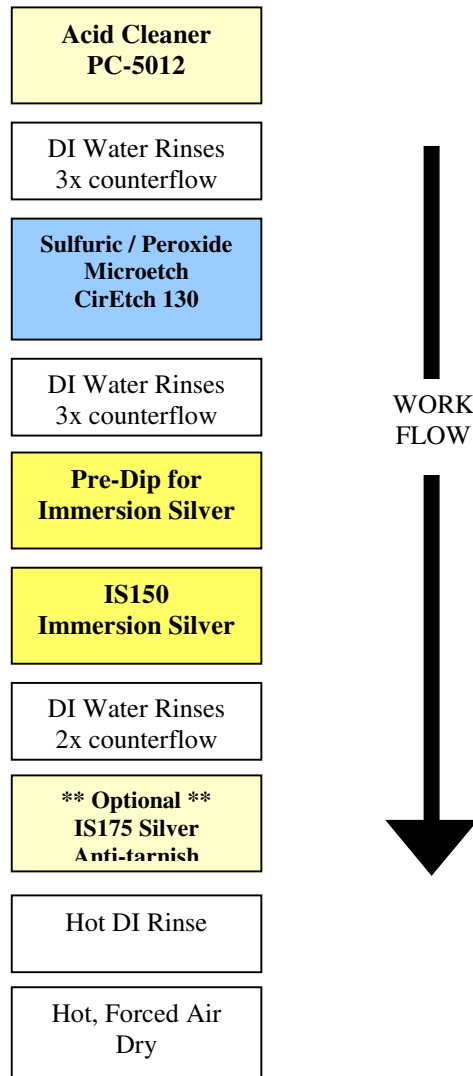 Acid Cleaner
PC-5012
DI Water Rinses
3x counterflow
Sulfuric / Peroxide
Microetch
CirEtch 130
DI Water Rinses
3x counterflow
WORK
FLOW
Pre-Dip for
Immersion Silver
IS150
Immersion Silver
DI Water Rinses
2x counterflow
** Optional **
IS175 Silver
Anti-tarnish
Hot DI Rinse
Hot, Forced Air
Dry